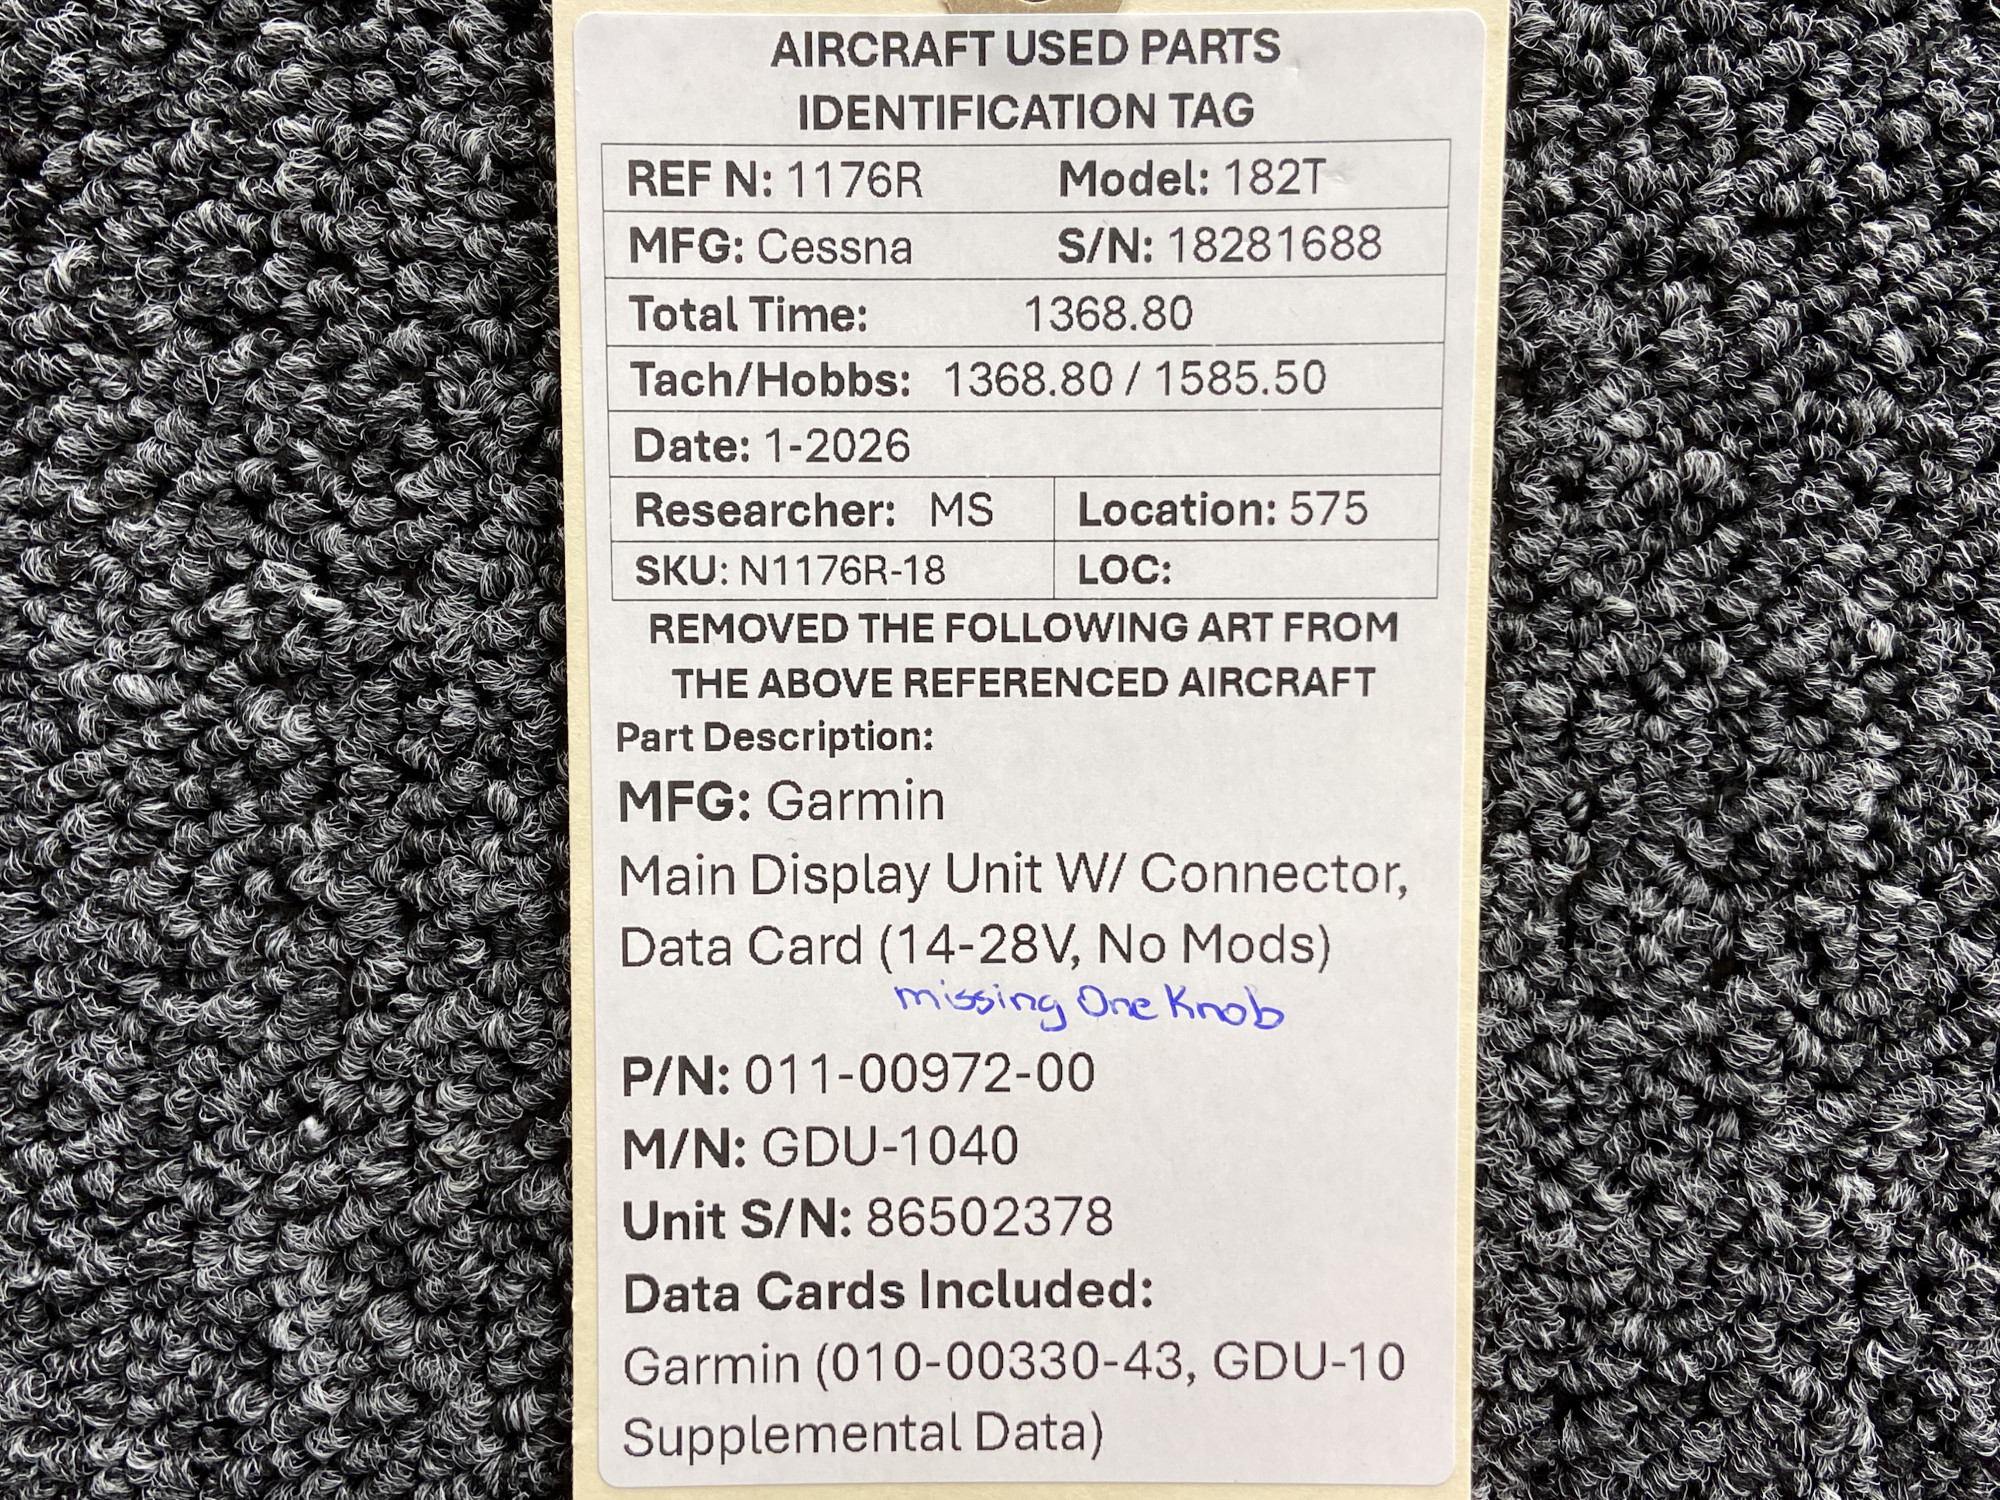 AIRCRAFT USED PARTS
IDENTIFICATION TAG
REF N: 1176R Model: 182T
MFG: Cessna S/N: 18281688
Total Time: 1368.80
Tach/Hobbs: 1368.80 / 1585.50
Date: 1-2026
Researcher: MS Location: 575
SKU: N1176R-18 LOC:
REMOVED THE FOLLOWING ART FROM
THE ABOVE REFERENCED AIRCRAFT
Part Description:
MFG: Garmin
Main Display Unit W/ Connector,
Data Card (14-28V, No Mods)
missing One Knob
P/N: 011-00972-00
M/N: GDU-1040
Unit S/N: 86502378
Data Cards Included:
Garmin (010-00330-43, GDU-10
Supplemental Data)